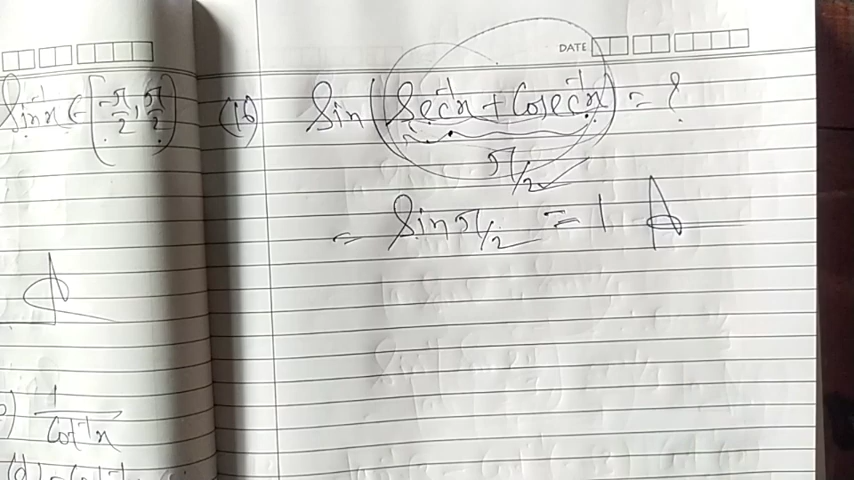 DATE
Sin⁻¹x ∈ [-π/2, π/2]
(16) Sin(Sec⁻¹x + Cosec⁻¹x) = ?
π/2
= Sin π/2 = 1 A
1/Cot⁻¹x
(d)